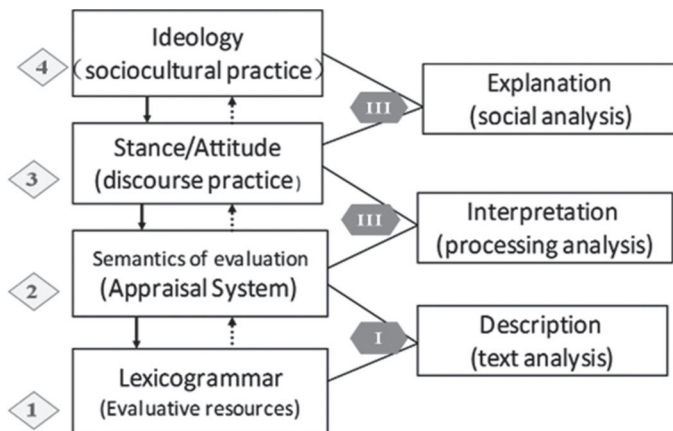 Ideology
4
（sociocultural practice）
III
Explanation
(social analysis)
Stance/Attitude
3
(discourse practice)
III
Interpretation
(processing analysis)
Semantics of evaluation
2
(Appraisal System)
I
Description
(text analysis)
Lexicogrammar
1
(Evaluative resources)